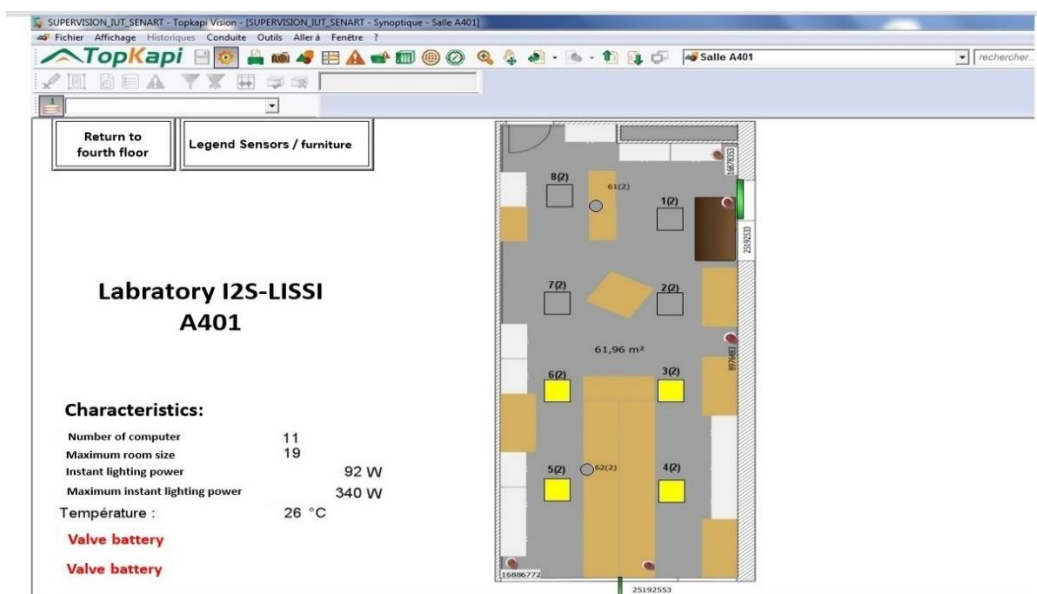 SUPERVISION_IUT_SENART - Topkapi Vision - [SUPERVISION_IUT_SENART - Synoptique - Salle A401]
Fichier Affichage Historiques Conduite Outils Aller à Fenêtre ?
TopKapi
Salle A401
rechercher...
Return to
fourth floor
Legend Sensors / furniture
Labratory I2S-LISSI
A401
Characteristics:
Number of computer 11
Maximum room size 19
Instant lighting power 92 W
Maximum instant lighting power 340 W
Température : 26 °C
Valve battery
Valve battery
16878353
8(2)
61(2)
1(2)
25192533
7(2)
2(2)
61,96 m²
8976483
6(2)
3(2)
5(2)
62(2)
4(2)
16886772
25192553